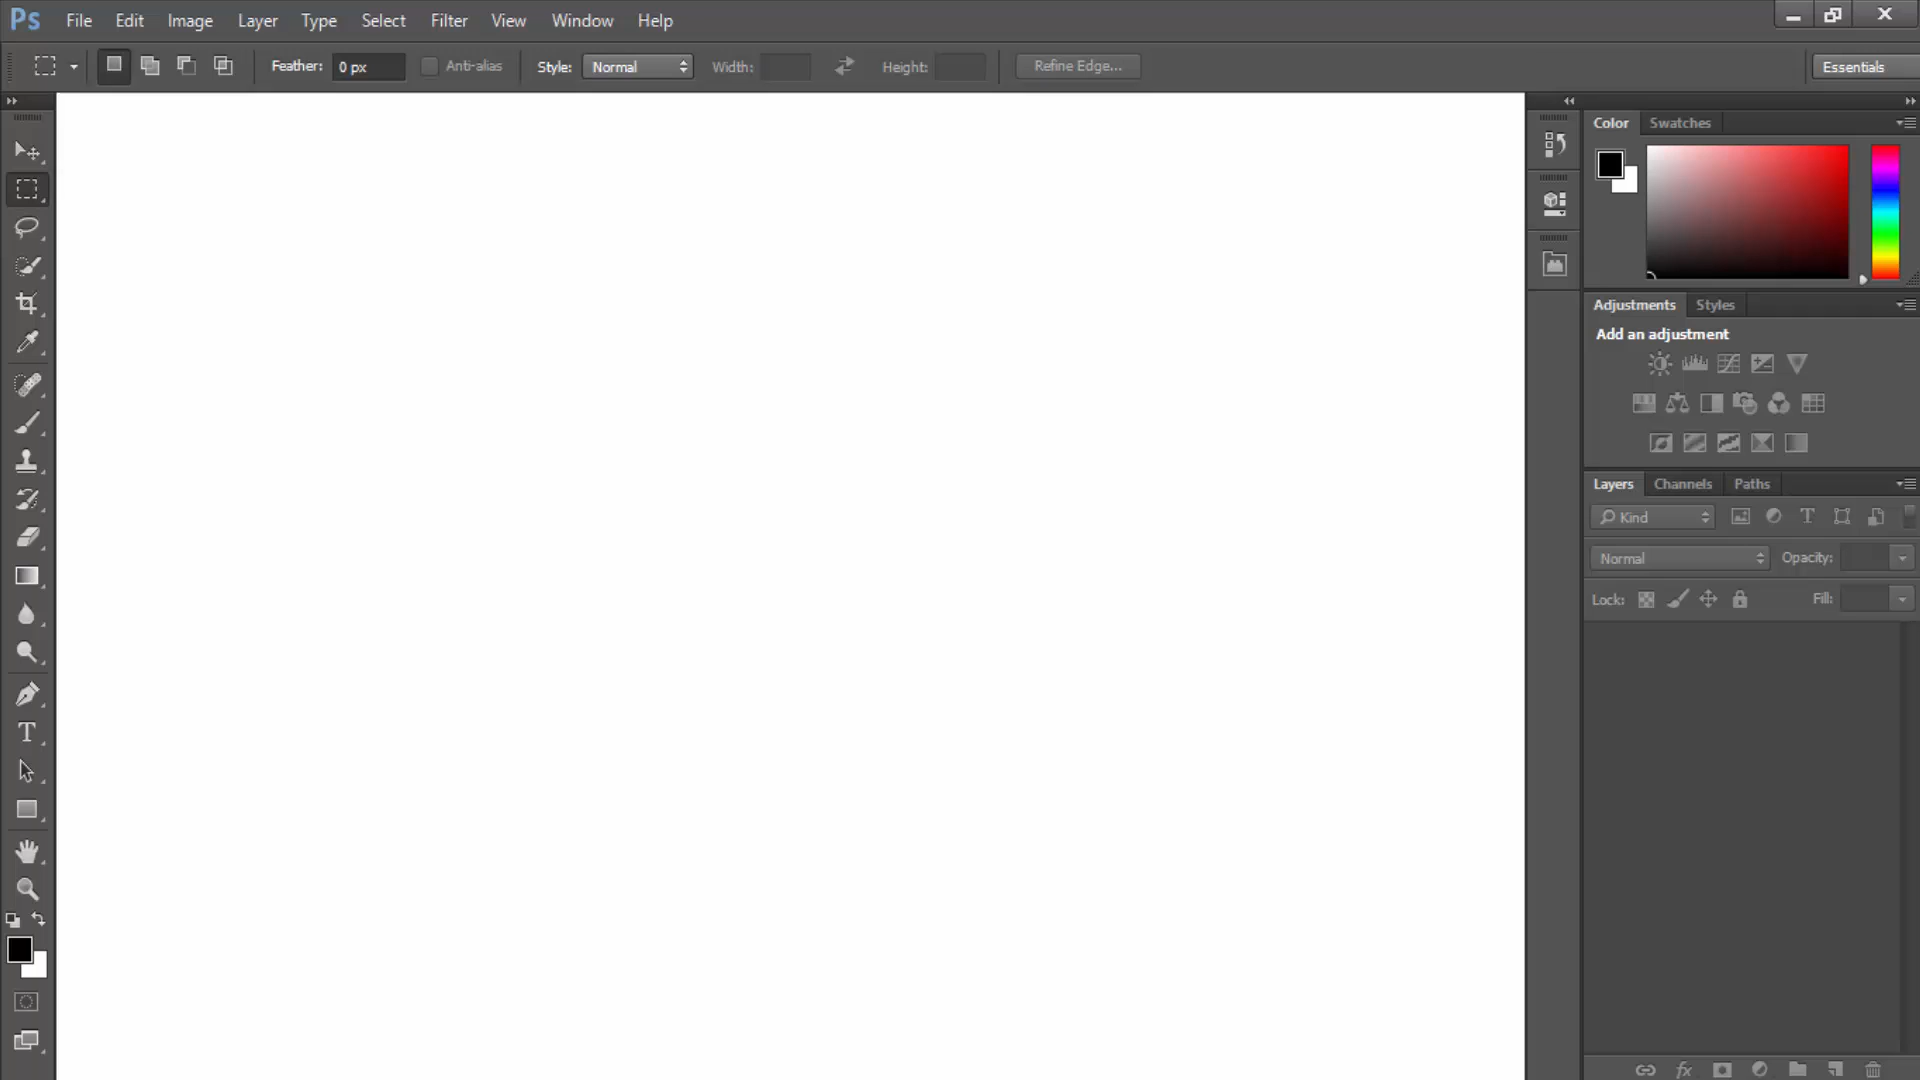 Ps File Edit Image Layer Type Select Filter View Window Help
Feather: 0 px Anti-alias Style: Normal Width: Height: Refine Edge... Essentials
Color Swatches
Adjustments Styles
Add an adjustment
Layers Channels Paths
Kind T
Normal Opacity:
Lock: Fill:
T
fx